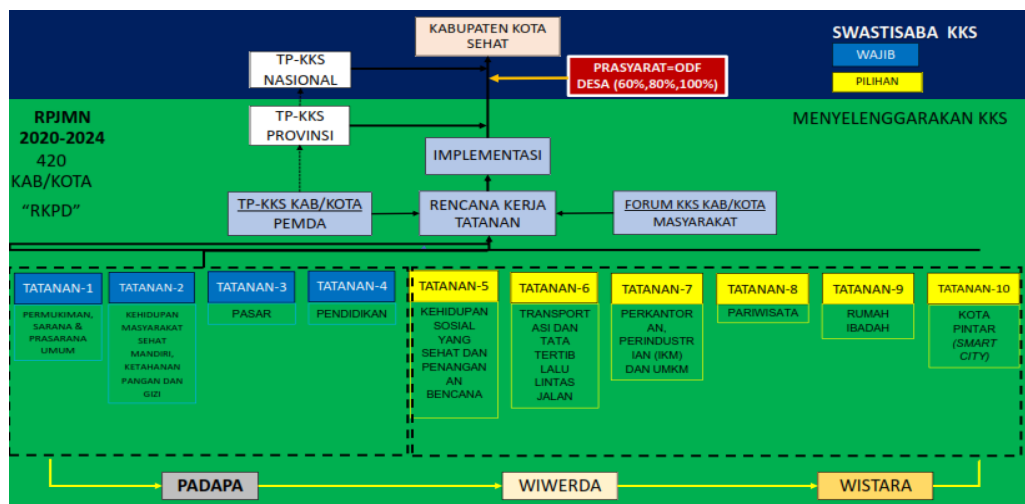 KABUPATEN KOTA
SEHAT
SWASTISABA KKS
WAJIB
PILIHAN
TP-KKS
NASIONAL
PRASYARAT=ODF
DESA (60%,80%,100%)
RPJMN
2020-2024
420
KAB/KOTA
"RKPD"
TP-KKS
PROVINSI
MENYELENGGARAKAN KKS
IMPLEMENTASI
TP-KKS KAB/KOTA
PEMDA
RENCANA KERJA
TATANAN
FORUM KKS KAB/KOTA
MASYARAKAT
TATANAN-1
PERMUKIMAN,
SARANA &
PRASARANA
UMUM
TATANAN-2
KEHIDUPAN
MASYARAKAT
SEHAT
MANDIRI,
KETAHANAN
PANGAN DAN
GIZI
TATANAN-3
PASAR
TATANAN-4
PENDIDIKAN
TATANAN-5
KEHIDUPAN
SOSIAL
YANG
SEHAT DAN
PENANGAN
AN
BENCANA
TATANAN-6
TRANSPORT
ASI DAN
TATA
TERTIB
LALU
LINTAS
JALAN
TATANAN-7
PERKANTOR
AN,
PERINDUSTR
IAN (IKM)
DAN UMKM
TATANAN-8
PARIWISATA
TATANAN-9
RUMAH
IBADAH
TATANAN-10
KOTA
PINTAR
(SMART
CITY)
PADAPA
WIWERDA
WISTARA